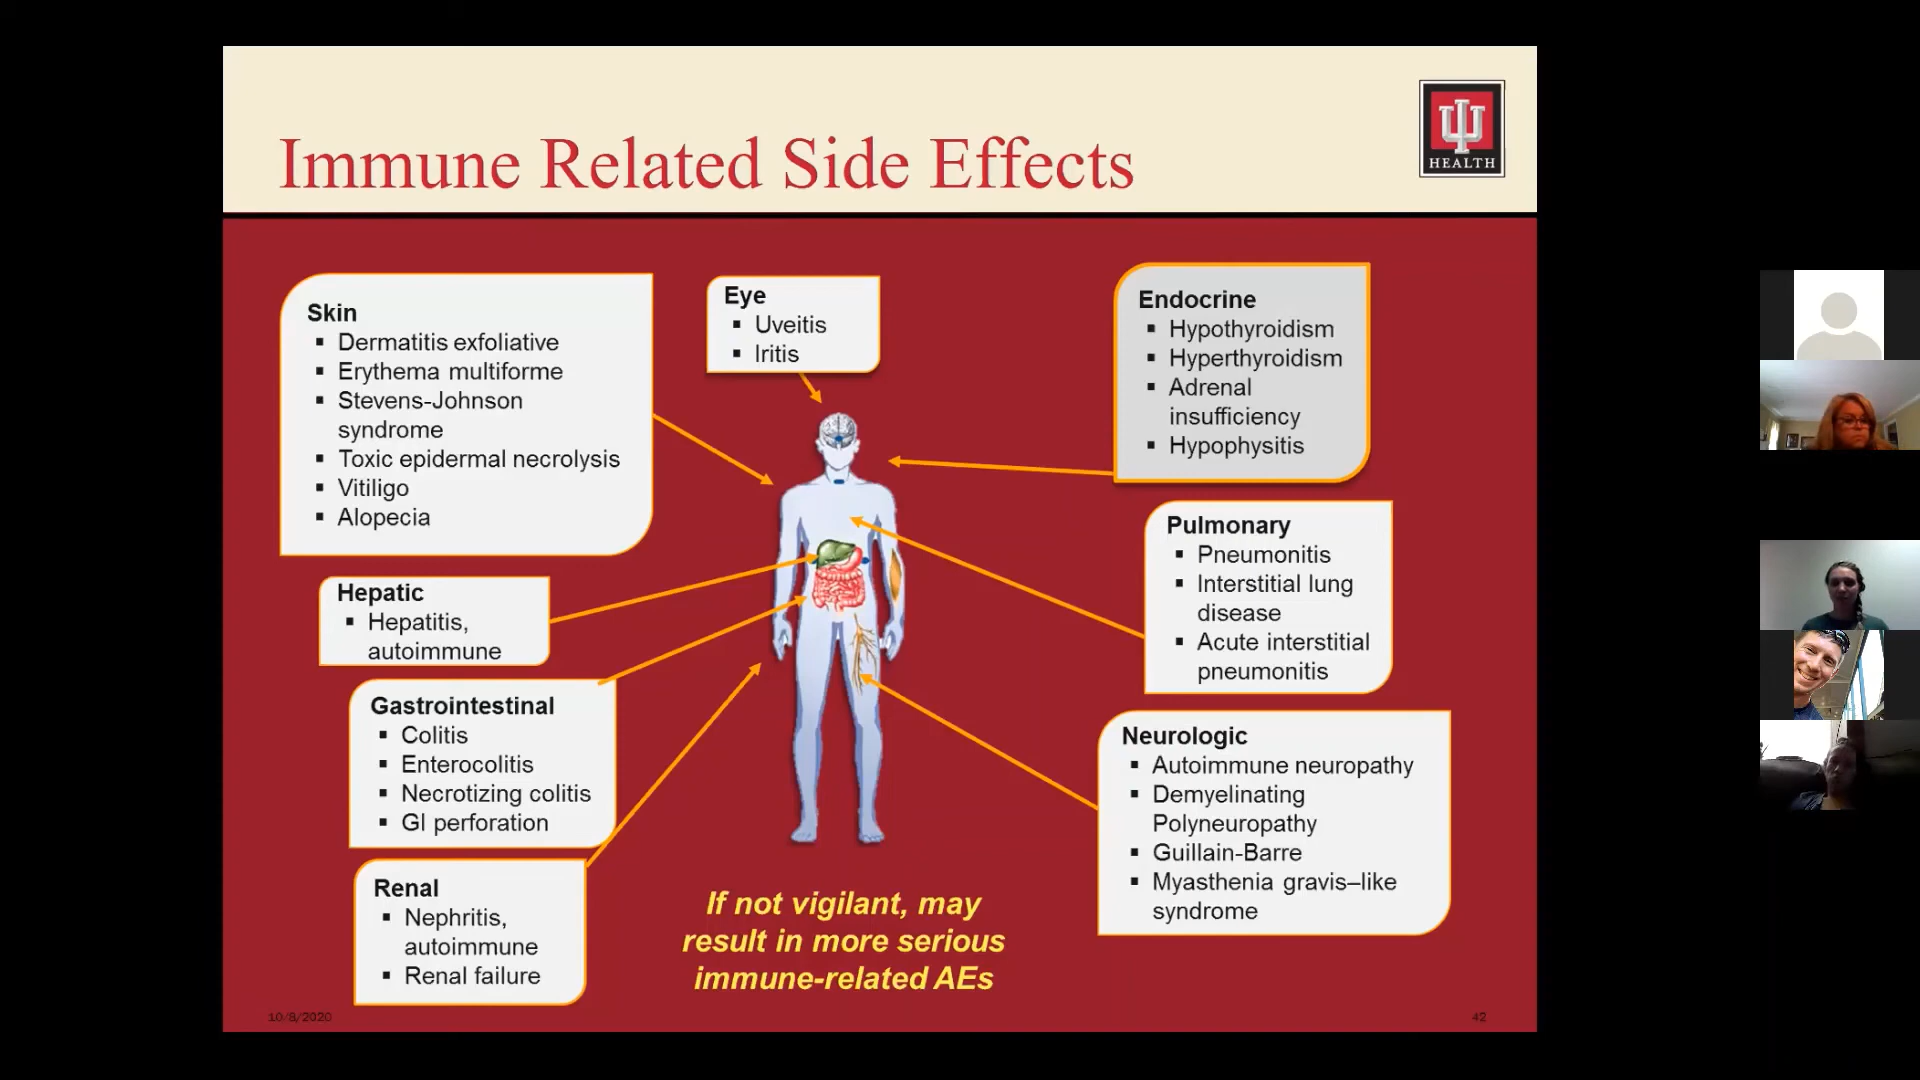 Immune Related Side Effects
HEALTH
Skin
▪ Dermatitis exfoliative
▪ Erythema multiforme
▪ Stevens-Johnson
syndrome
▪ Toxic epidermal necrolysis
▪ Vitiligo
▪ Alopecia
Eye
▪ Uveitis
▪ Iritis
Endocrine
▪ Hypothyroidism
▪ Hyperthyroidism
▪ Adrenal
insufficiency
▪ Hypophysitis
Hepatic
▪ Hepatitis,
autoimmune
Pulmonary
▪ Pneumonitis
▪ Interstitial lung
disease
▪ Acute interstitial
pneumonitis
Gastrointestinal
▪ Colitis
▪ Enterocolitis
▪ Necrotizing colitis
▪ GI perforation
Neurologic
▪ Autoimmune neuropathy
▪ Demyelinating
Polyneuropathy
▪ Guillain-Barre
▪ Myasthenia gravis–like
syndrome
Renal
▪ Nephritis,
autoimmune
▪ Renal failure
If not vigilant, may
result in more serious
immune-related AEs
10/8/2020
42